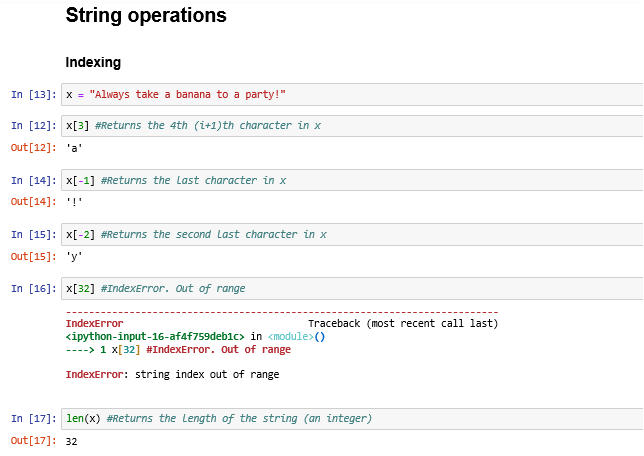 String operations
Indexing
In [13]: x = "Always take a banana to a party!"
In [12]: x[3] #Returns the 4th (i+1)th character in x
Out[12]: 'a'
In [14]: x[-1] #Returns the last character in x
Out[14]: '!'
In [15]: x[-2] #Returns the second last character in x
Out[15]: 'y'
In [16]: x[32] #IndexError. Out of range
---------------------------------------------------------------------------
IndexError Traceback (most recent call last)
<ipython-input-16-af4f759deb1c> in <module>()
----> 1 x[32] #IndexError. Out of range
IndexError: string index out of range
In [17]: len(x) #Returns the length of the string (an integer)
Out[17]: 32